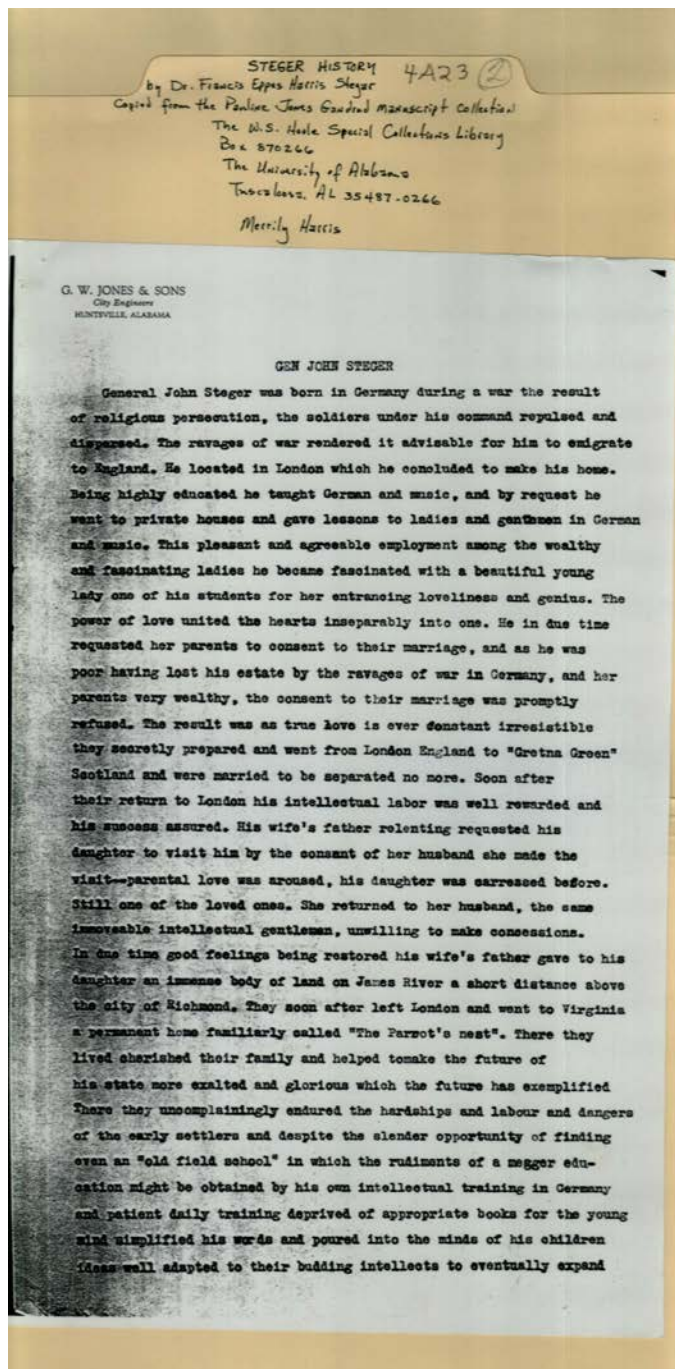 STEGER HISTORY 4A23 2
by Dr. Francis Eppes Harris Steger
Copied from the Pauline Jones Gandrud manuscript collection
The W.S. Hoole Special Collections Library
Box 870266
The University of Alabama
Tuscaloosa, AL 35487-0266
Merrily Harris
G. W. JONES & SONS
City Engineers
HUNTSVILLE, ALABAMA
GEN JOHN STEGER
General John Steger was born in Germany during a war the result
of religious persecution, the soldiers under his command repulsed and
dispersed. The ravages of war rendered it advisable for him to emigrate
to England. He located in London which he concluded to make his home.
Being highly educated he taught German and music, and by request he
went to private houses and gave lessons to ladies and genthmen in German
and music. This pleasant and agreeable employment among the wealthy
and fascinating ladies he became fascinated with a beautiful young
lady one of his students for her entrancing loveliness and genius. The
power of love united the hearts inseparably into one. He in due time
requested her parents to consent to their marriage, and as he was
poor having lost his estate by the ravages of war in Germany, and her
parents very wealthy, the consent to their marriage was promptly
refused. The result was as true love is ever constant irresistible
they secretly prepared and went from London England to "Gretna Green"
Scotland and were married to be separated no more. Soon after
their return to London his intellectual labor was well rewarded and
his success assured. His wife's father relenting requested his
daughter to visit him by the consent of her husband she made the
visit--parental love was aroused, his daughter was carressed before.
Still one of the loved ones. She returned to her husband, the same
immoveable intellectual gentleman, unwilling to make consessions.
In due time good feelings being restored his wife's father gave to his
daughter an immense body of land on James River a short distance above
the city of Richmond. They soon after left London and went to Virginia
a permanent home familiarly called "The Parrot's nest". There they
lived cherished their family and helped tomake the future of
his state more exalted and glorious which the future has exemplified
There they uncomplainingly endured the hardships and labour and dangers
of the early settlers and despite the slender opportunity of finding
even an "old field school" in which the rudiments of a megger edu-
cation might be obtained by his own intellectual training in Germany
and patient daily training deprived of appropriate books for the young
mind simplified his words and poured into the minds of his children
ideas well adapted to their budding intellects to eventually expand